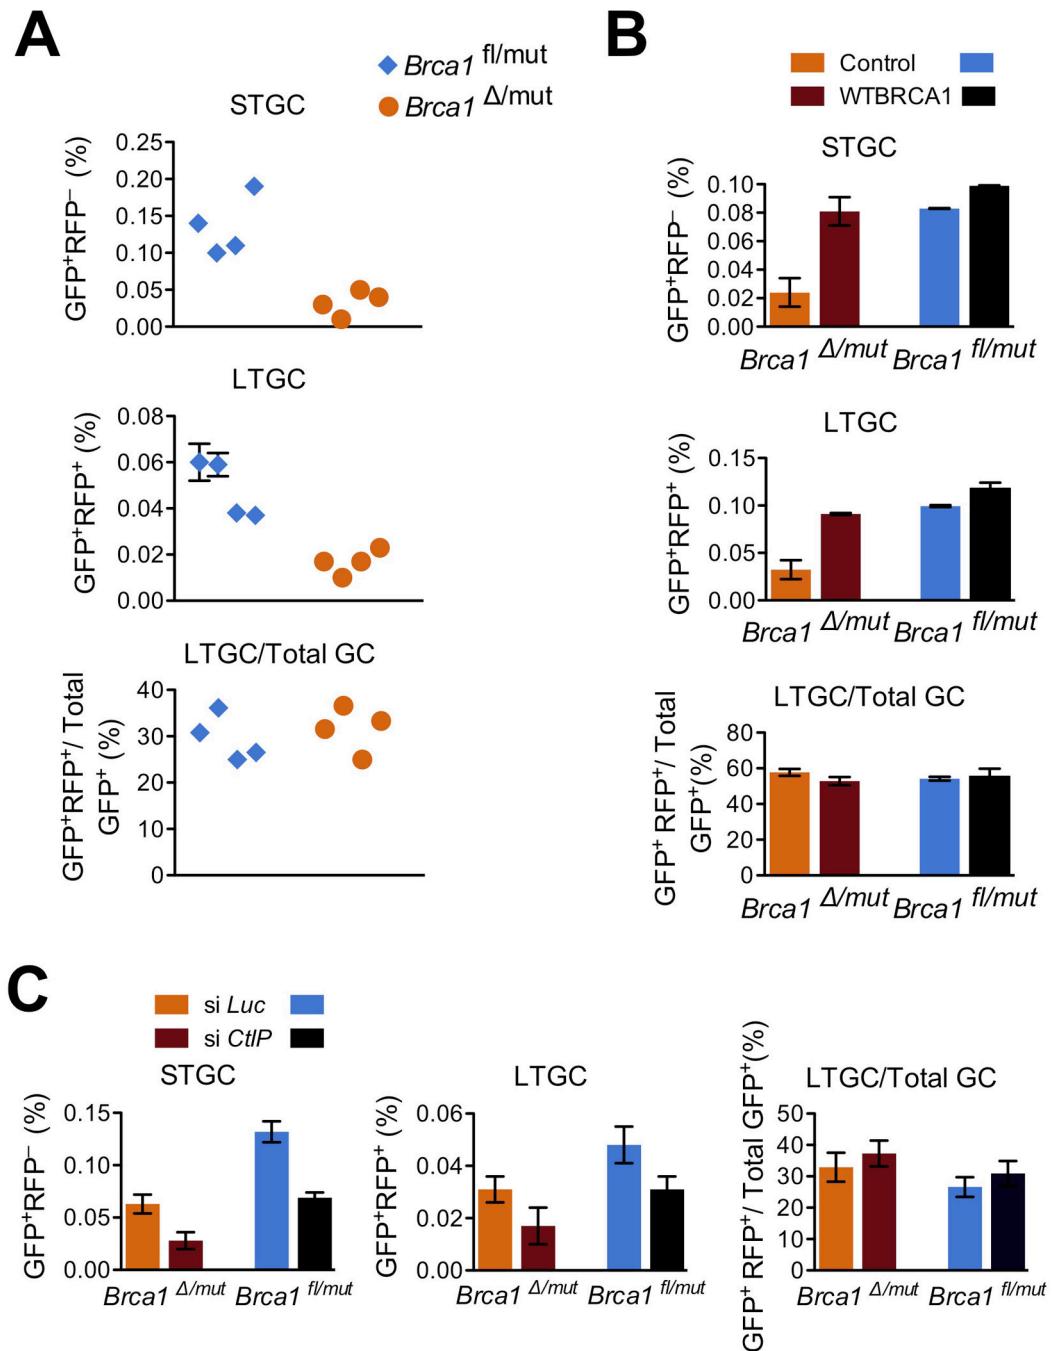 A
Brca1 fl/mut
Brca1 Δ/mut
STGC
GFP⁺RFP⁻ (%)
0.25
0.20
0.15
0.10
0.05
0.00
LTGC
GFP⁺RFP⁺ (%)
0.08
0.06
0.04
0.02
0.00
LTGC/Total GC
GFP⁺RFP⁺/ Total
GFP⁺ (%)
40
30
20
10
0
B
Control
WTBRCA1
STGC
GFP⁺RFP⁻ (%)
0.10
0.08
0.06
0.04
0.02
0.00
Brca1 Δ/mut Brca1 fl/mut
LTGC
GFP⁺RFP⁺ (%)
0.15
0.10
0.05
0.00
Brca1 Δ/mut Brca1 fl/mut
LTGC/Total GC
GFP⁺ RFP⁺/ Total
GFP⁺(%)
80
60
40
20
0
Brca1 Δ/mut Brca1 fl/mut
C
si Luc
si CtIP
STGC
GFP⁺RFP⁻ (%)
0.15
0.10
0.05
0.00
Brca1 Δ/mut Brca1 fl/mut
LTGC
GFP⁺RFP⁺ (%)
0.06
0.04
0.02
0.00
Brca1 Δ/mut Brca1 fl/mut
LTGC/Total GC
GFP⁺ RFP⁺/ Total GFP⁺(%)
50
40
30
20
10
0
Brca1 Δ/mut Brca1 fl/mut